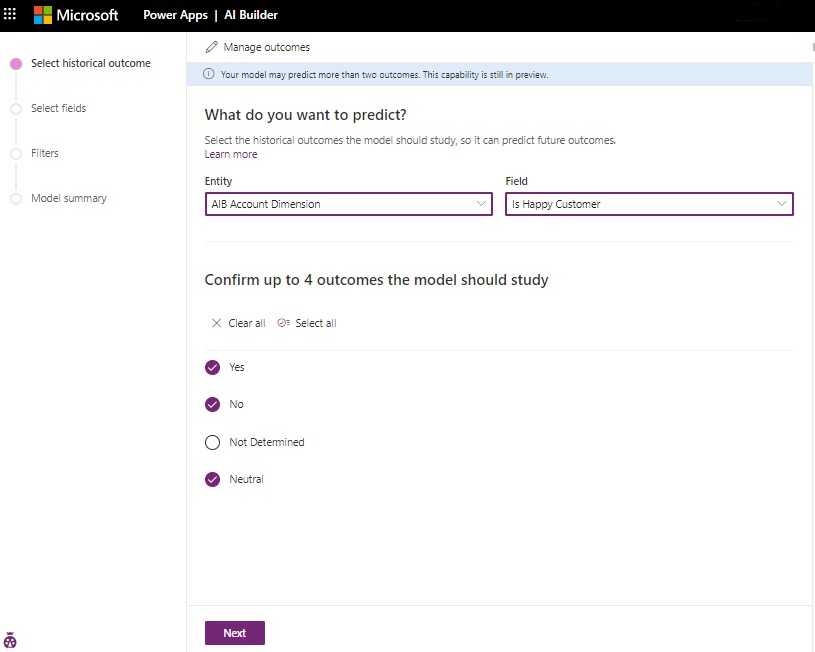 Microsoft Power Apps | AI Builder
Select historical outcome
Select fields
Filters
Model summary
Manage outcomes
Your model may predict more than two outcomes. This capability is still in preview.
What do you want to predict?
Select the historical outcomes the model should study, so it can predict future outcomes.
Learn more
Entity
Field
AIB Account Dimension
Is Happy Customer
Confirm up to 4 outcomes the model should study
Clear all
Select all
Yes
No
Not Determined
Neutral
Next